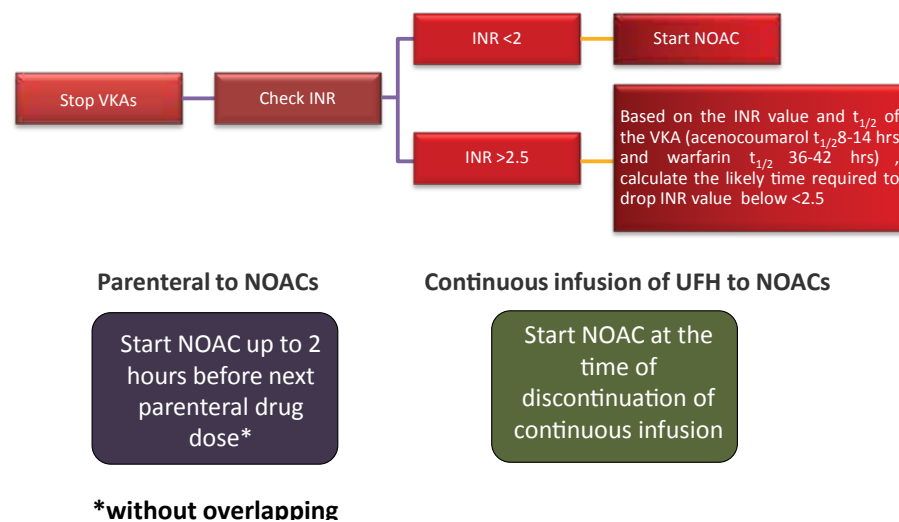 INR <2
Start NOAC
Stop VKAs
Check INR
INR >2.5
Based on the INR value and t1/2 of
the VKA (acenocoumarol t1/28-14 hrs
and warfarin t1/2 36-42 hrs) ,
calculate the likely time required to
drop INR value below <2.5
Parenteral to NOACs
Start NOAC up to 2
hours before next
parenteral drug
dose*
*without overlapping
Continuous infusion of UFH to NOACs
Start NOAC at the
time of
discontinuation of
continuous infusion